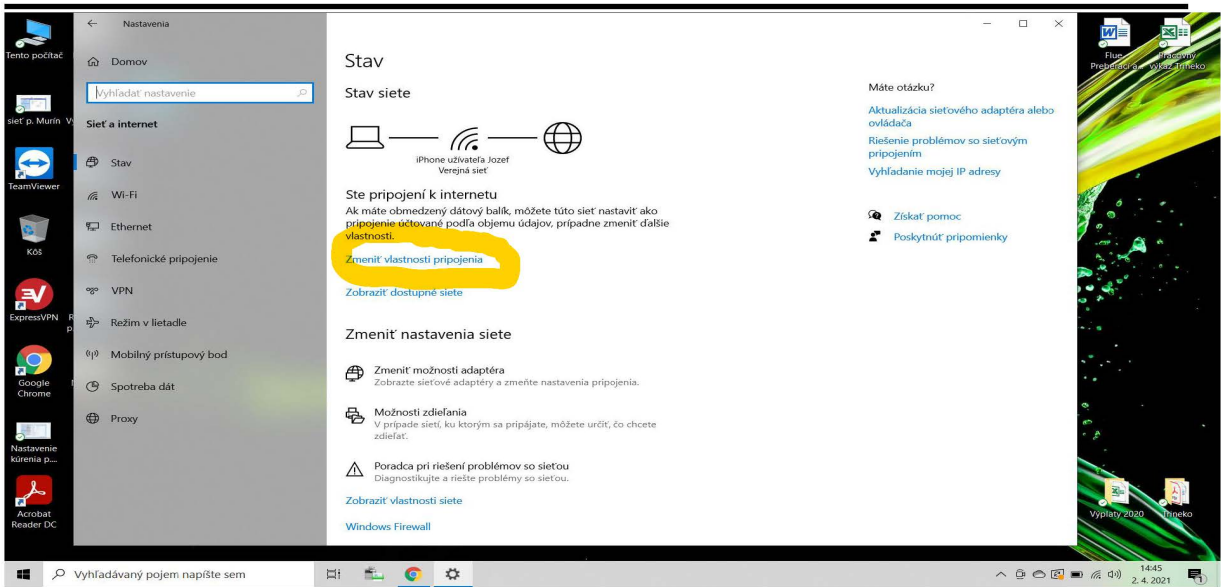 Nastavenia
Tento počítač
sieť p. Murín
TeamViewer
Kôš
ExpressVPN
Google
Chrome
Nastavenie
kúrenia p....
Acrobat
Reader DC
Domov
Vyhľadať nastavenie
Sieť a internet
Stav
Wi-Fi
Ethernet
Telefonické pripojenie
VPN
Režim v lietadle
Mobilný prístupový bod
Spotreba dát
Proxy
Stav
Stav siete
iPhone užívateľa Jozef
Verejná sieť
Ste pripojení k internetu
Ak máte obmedzený dátový balík, môžete túto sieť nastaviť ako
pripojenie účtované podľa objemu údajov, prípadne zmeniť ďalšie
vlastnosti.
Zmeniť vlastnosti pripojenia
Zobraziť dostupné siete
Zmeniť nastavenia siete
Zmeniť možnosti adaptéra
Zobrazte sieťové adaptéry a zmeňte nastavenia pripojenia.
Možnosti zdieľania
V prípade sietí, ku ktorým sa pripájate, môžete určiť, čo chcete
zdieľať.
Poradca pri riešení problémov so sieťou
Diagnostikujte a riešte problémy so sieťou.
Zobraziť vlastnosti siete
Windows Firewall
Máte otázku?
Aktualizácia sieťového adaptéra alebo
ovládača
Riešenie problémov so sieťovým
pripojením
Vyhľadanie mojej IP adresy
Získať pomoc
Poskytnúť pripomienky
Flue
Preberací a...
Pracovný
výkaz Trineko
Výplaty 2020
Trineko
Vyhľadávaný pojem napíšte sem
14:45
2. 4. 2021